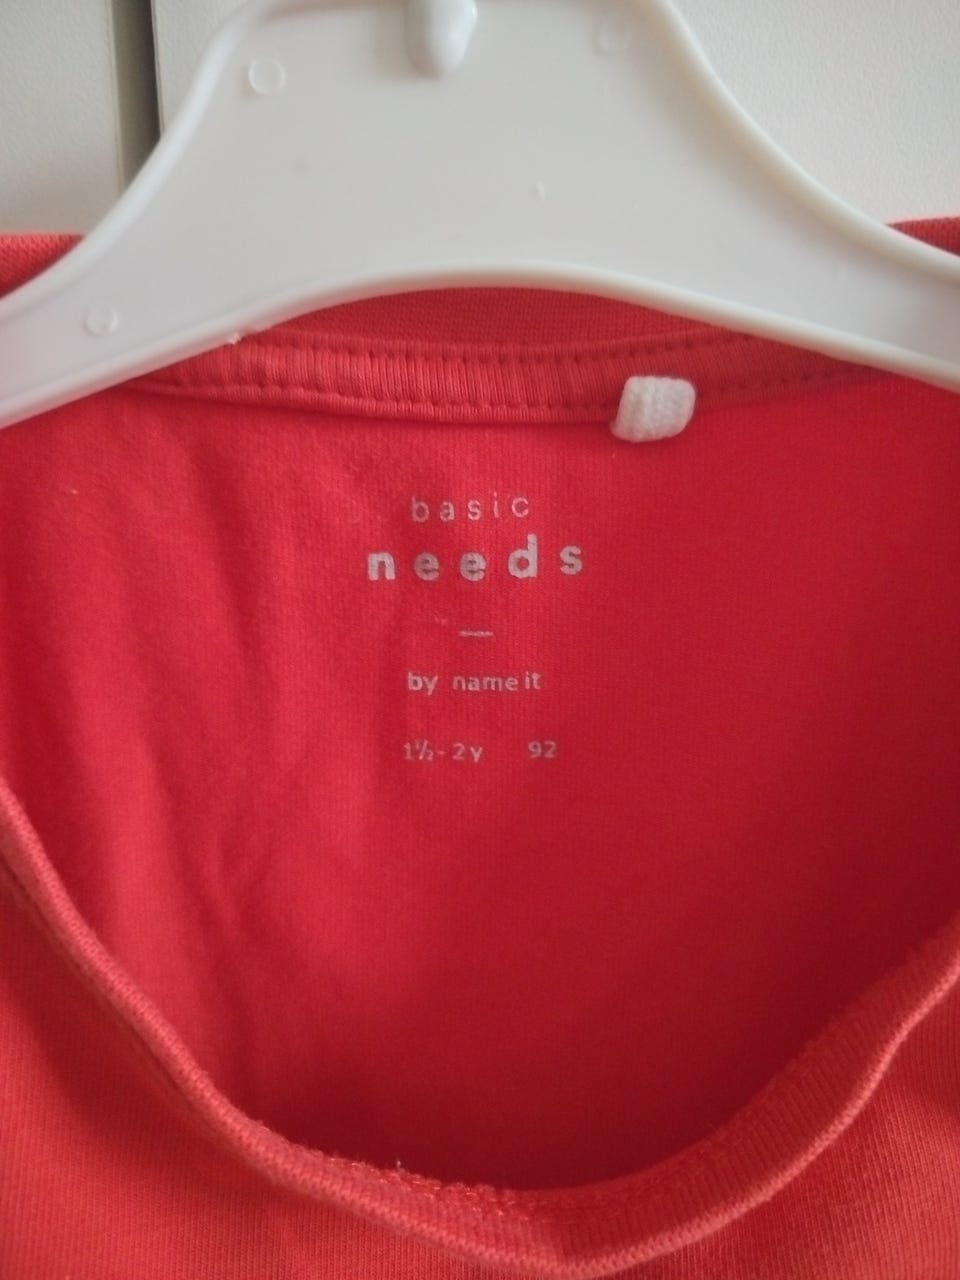 basic
needs
—
by name it
1½-2y 92